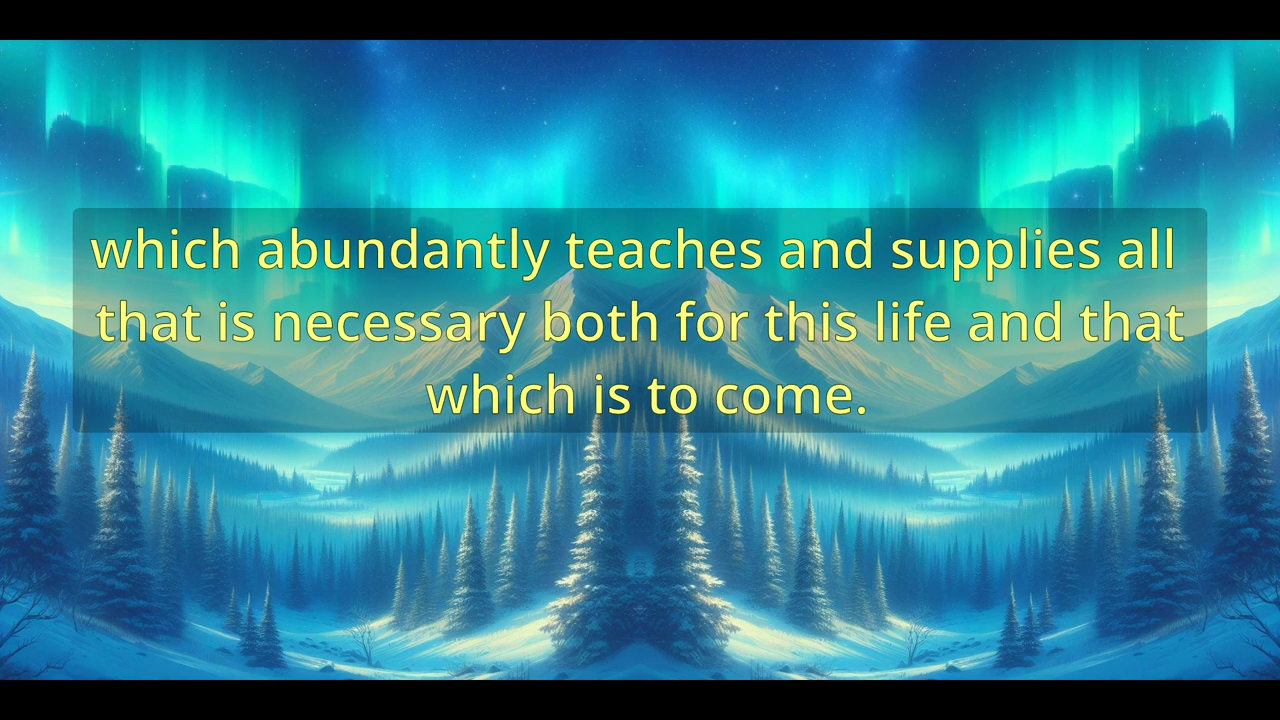 which abundantly teaches and supplies all
that is necessary both for this life and that
which is to come.